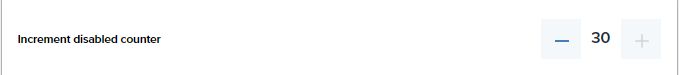 Increment disabled counter − 30 +